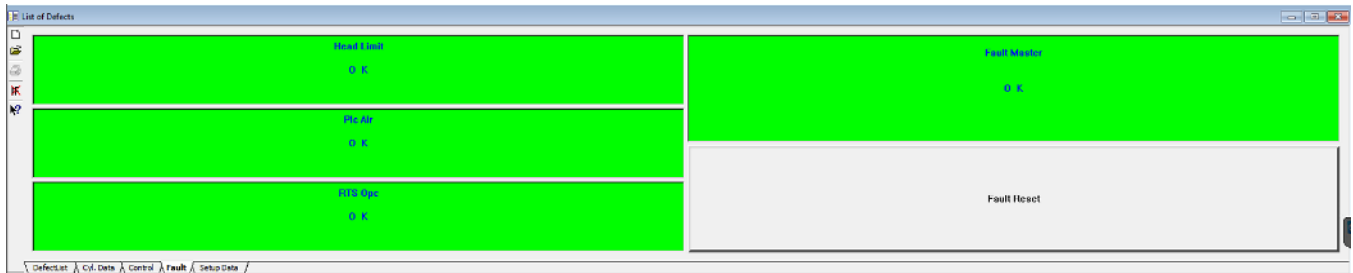 List of Defects
Head Limit
O K
Plc Air
O K
RTS Opc
O K
Fault Master
O K
Fault Reset
DefectList
Cyl. Data
Control
Fault
Setup Data